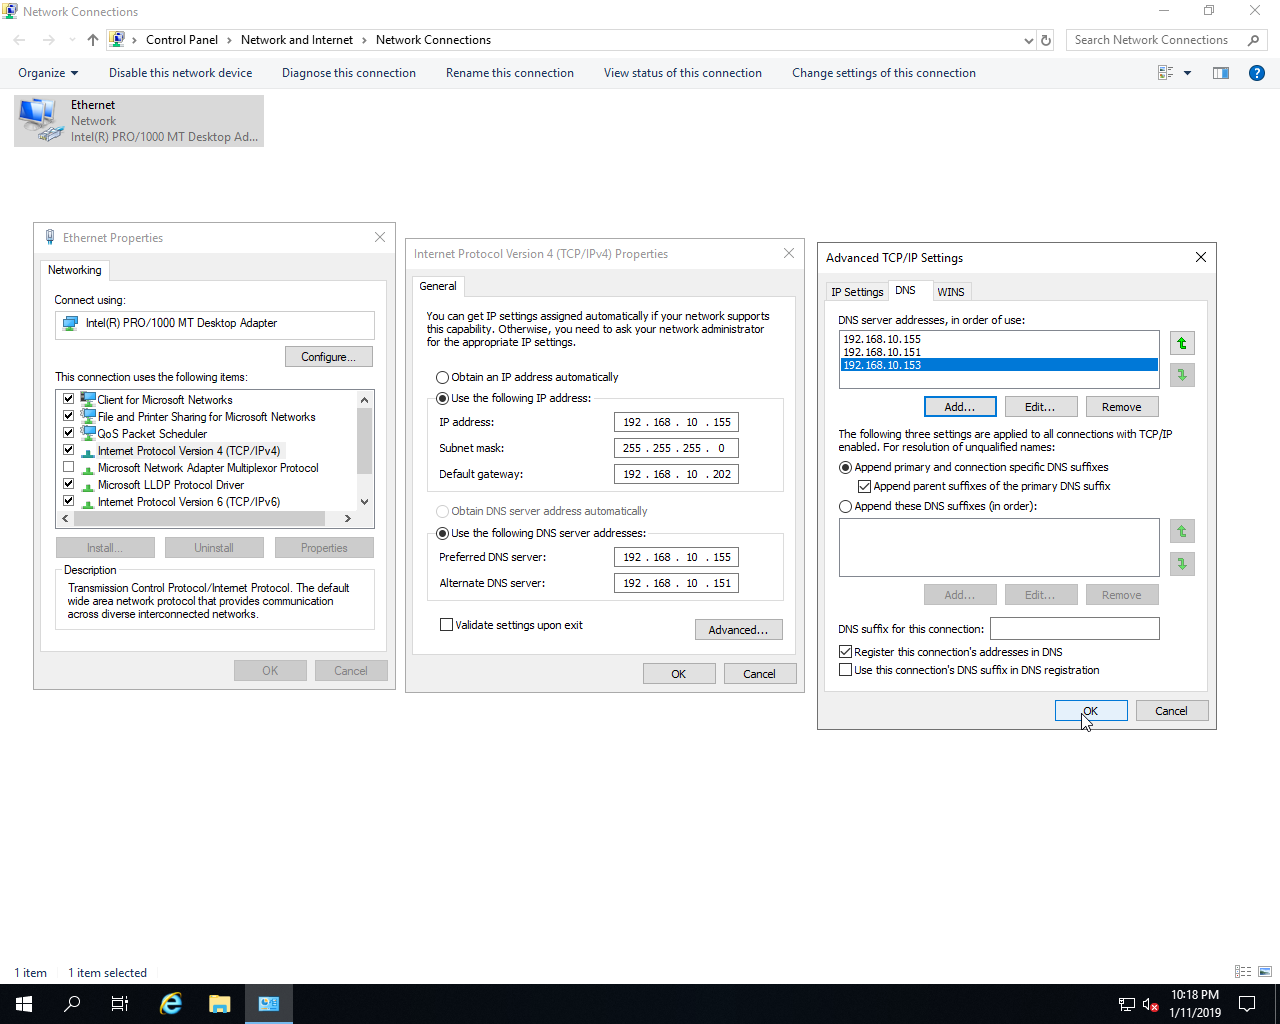 Network Connections
Control Panel
Network and Internet
Network Connections
Search Network Connections
Organize
Disable this network device
Diagnose this connection
Rename this connection
View status of this connection
Change settings of this connection
Ethernet
Network
Intel(R) PRO/1000 MT Desktop Ad...
Ethernet Properties
Networking
Connect using:
Intel(R) PRO/1000 MT Desktop Adapter
Configure...
This connection uses the following items:
Client for Microsoft Networks
File and Printer Sharing for Microsoft Networks
QoS Packet Scheduler
Internet Protocol Version 4 (TCP/IPv4)
Microsoft Network Adapter Multiplexor Protocol
Microsoft LLDP Protocol Driver
Internet Protocol Version 6 (TCP/IPv6)
Install...
Uninstall
Properties
Description
Transmission Control Protocol/Internet Protocol. The default
wide area network protocol that provides communication
across diverse interconnected networks.
OK
Cancel
Internet Protocol Version 4 (TCP/IPv4) Properties
General
You can get IP settings assigned automatically if your network supports
this capability. Otherwise, you need to ask your network administrator
for the appropriate IP settings.
Obtain an IP address automatically
Use the following IP address:
IP address:
192 . 168 . 10 . 155
Subnet mask:
255 . 255 . 255 . 0
Default gateway:
192 . 168 . 10 . 202
Obtain DNS server address automatically
Use the following DNS server addresses:
Preferred DNS server:
192 . 168 . 10 . 155
Alternate DNS server:
192 . 168 . 10 . 151
Validate settings upon exit
Advanced...
OK
Cancel
Advanced TCP/IP Settings
IP Settings
DNS
WINS
DNS server addresses, in order of use:
192.168.10.155
192.168.10.151
192.168.10.153
Add...
Edit...
Remove
The following three settings are applied to all connections with TCP/IP
enabled. For resolution of unqualified names:
Append primary and connection specific DNS suffixes
Append parent suffixes of the primary DNS suffix
Append these DNS suffixes (in order):
Add...
Edit...
Remove
DNS suffix for this connection:
Register this connection's addresses in DNS
Use this connection's DNS suffix in DNS registration
OK
Cancel
1 item
1 item selected
10:18 PM
1/11/2019